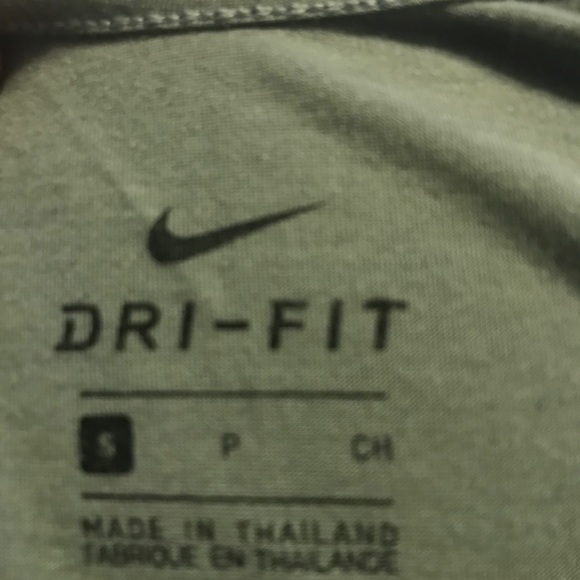 DRI-FIT
S P CH
MADE IN THAILAND
FABRIQUE EN THAILANDE